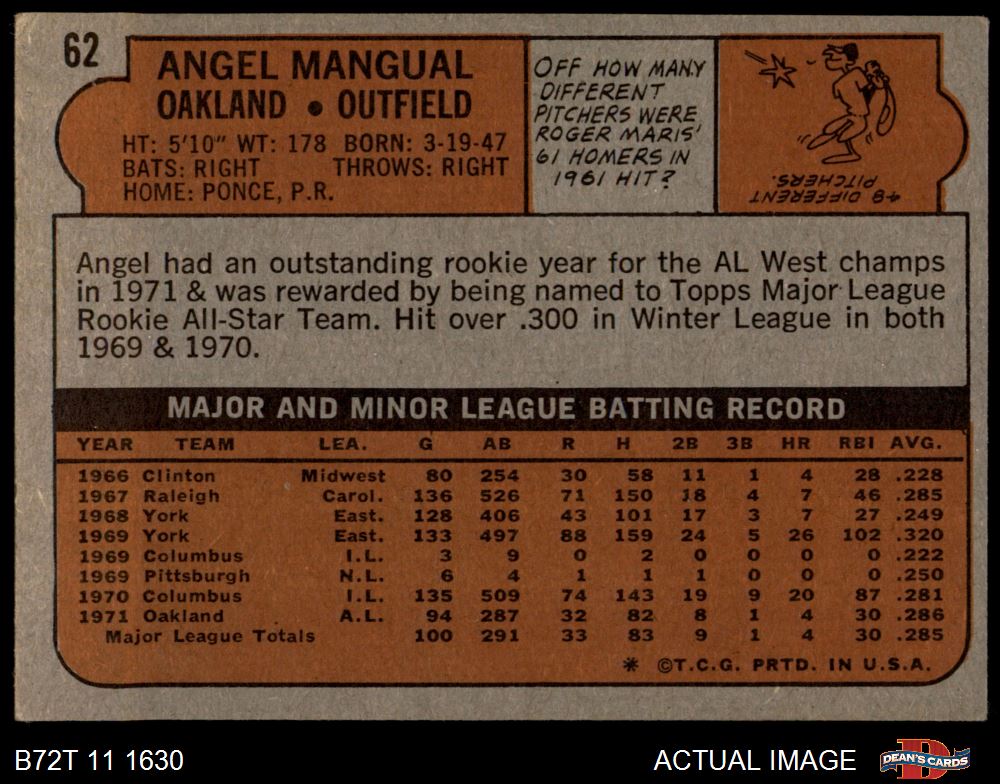 62
ANGEL MANGUAL
OAKLAND • OUTFIELD
HT: 5'10" WT: 178 BORN: 3-19-47
BATS: RIGHT THROWS: RIGHT
HOME: PONCE, P.R.
OFF HOW MANY
DIFFERENT
PITCHERS WERE
ROGER MARIS'
61 HOMERS IN
1961 HIT?
48 DIFFERENT
PITCHERS.
Angel had an outstanding rookie year for the AL West champs
in 1971 & was rewarded by being named to Topps Major League
Rookie All-Star Team. Hit over .300 in Winter League in both
1969 & 1970.
MAJOR AND MINOR LEAGUE BATTING RECORD
YEAR TEAM LEA. G AB R H 2B 3B HR RBI AVG.
1966 Clinton Midwest 80 254 30 58 11 1 4 28 .228
1967 Raleigh Carol. 136 526 71 150 18 4 7 46 .285
1968 York East. 128 406 43 101 17 3 7 27 .249
1969 York East. 133 497 88 159 24 5 26 102 .320
1969 Columbus I.L. 3 9 0 2 0 0 0 0 .222
1969 Pittsburgh N.L. 6 4 1 1 1 0 0 0 .250
1970 Columbus I.L. 135 509 74 143 19 9 20 87 .281
1971 Oakland A.L. 94 287 32 82 8 1 4 30 .286
Major League Totals 100 291 33 83 9 1 4 30 .285
* ©T.C.G. PRTD. IN U.S.A.
B72T 11 1630
ACTUAL IMAGE
DEAN'S CARDS